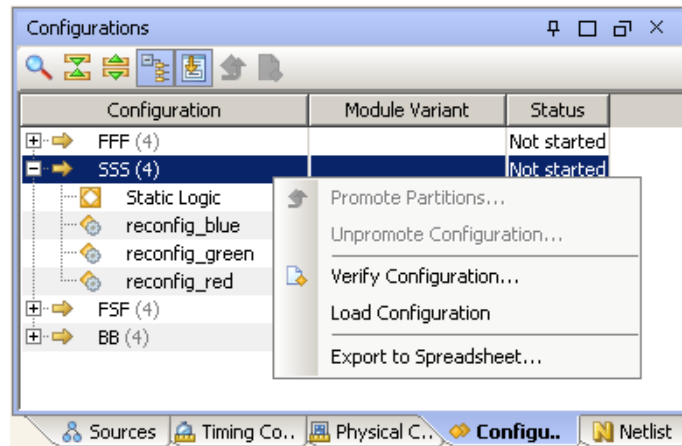 Configurations
Configuration Module Variant Status
FFF (4) Not started
SSS (4) Not started
Static Logic
reconfig_blue
reconfig_green
reconfig_red
FSF (4)
BB (4)
Promote Partitions...
Unpromote Configuration...
Verify Configuration...
Load Configuration
Export to Spreadsheet...
Sources Timing Co.. Physical C.. Configu.. Netlist